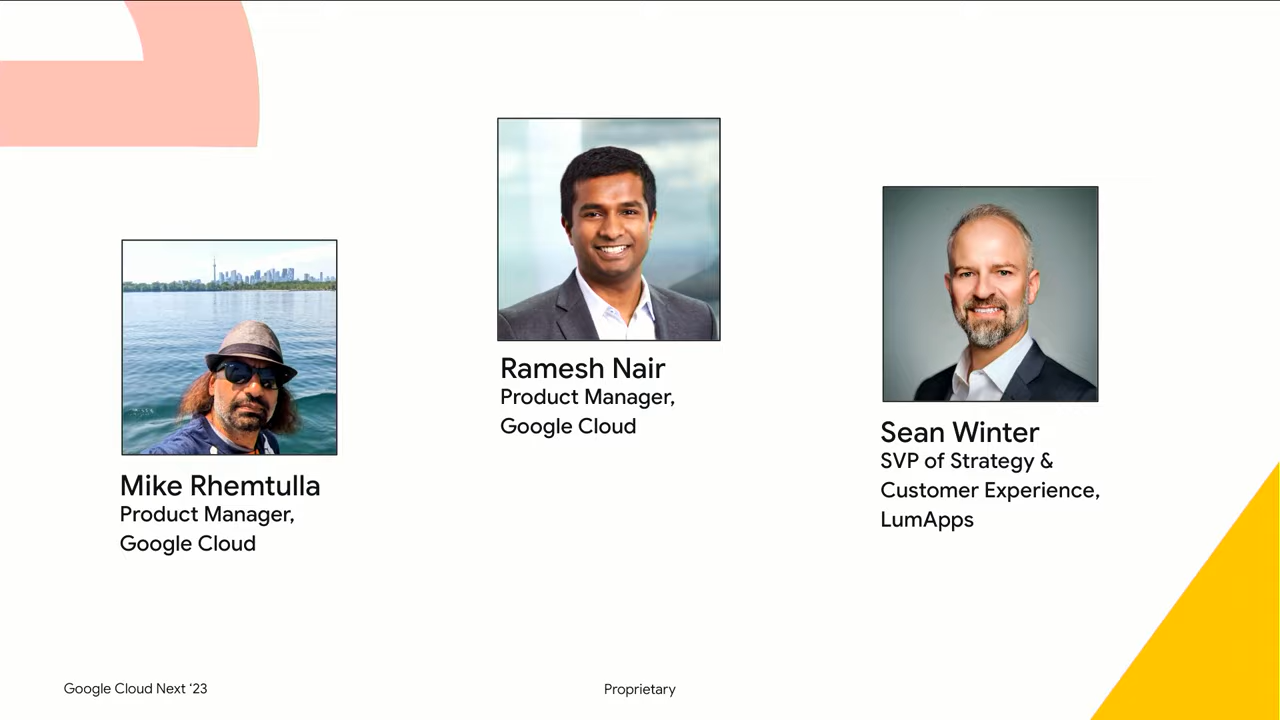 Mike Rhemtulla
Product Manager,
Google Cloud
Ramesh Nair
Product Manager,
Google Cloud
Sean Winter
SVP of Strategy &
Customer Experience,
LumApps
Google Cloud Next ‘23
Proprietary